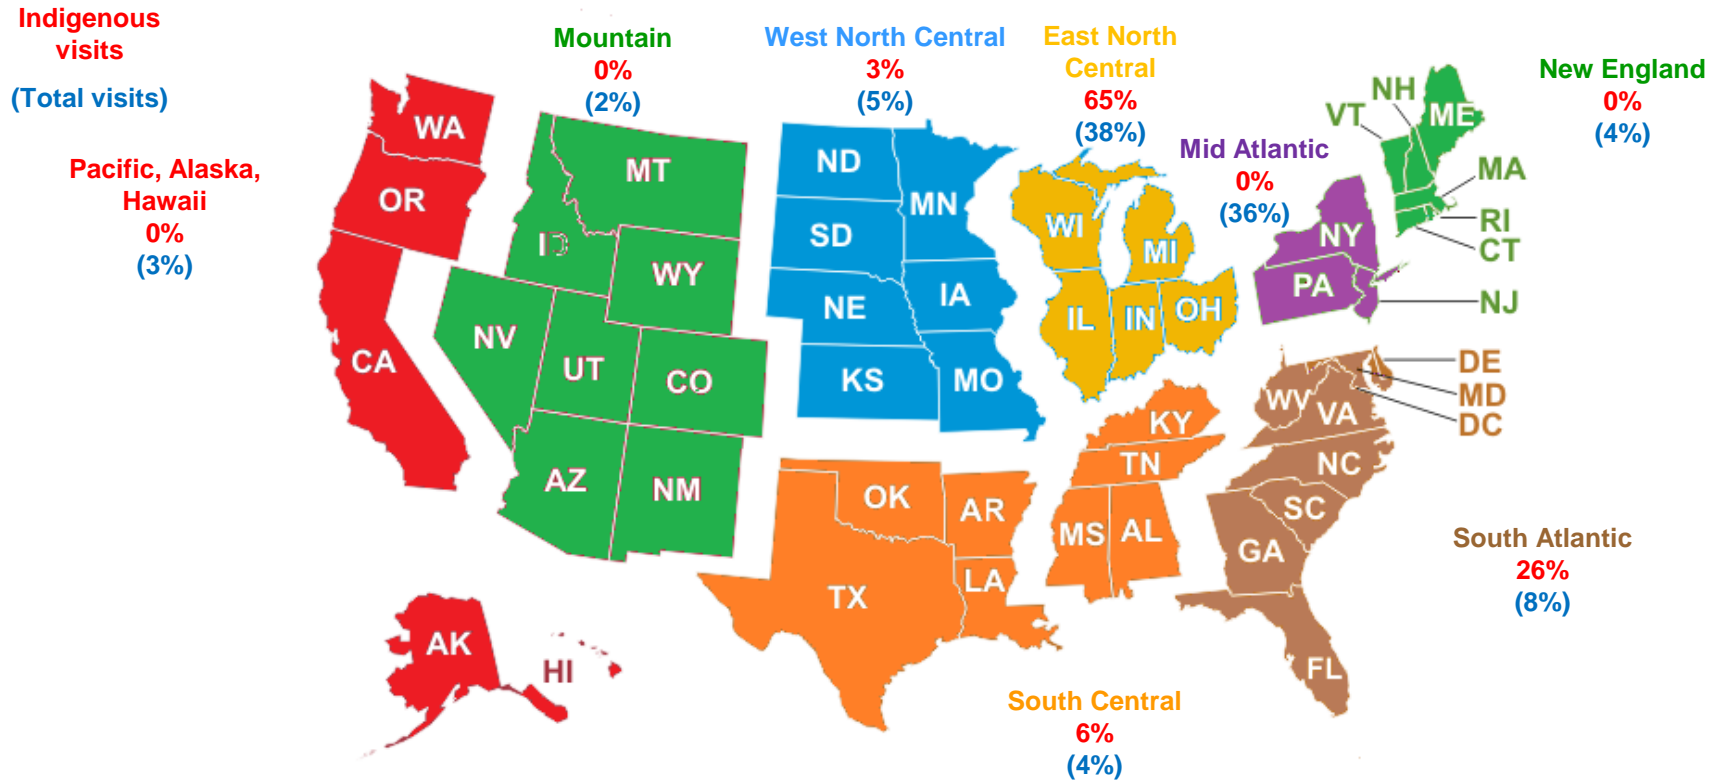 Indigenous
visits
(Total visits)
Pacific, Alaska,
Hawaii
0%
(3%)
Mountain
0%
(2%)
West North Central
3%
(5%)
East North
Central
65%
(38%)
Mid Atlantic
0%
(36%)
New England
0%
(4%)
South Atlantic
26%
(8%)
South Central
6%
(4%)
WA
OR
CA
AK
HI
MT
ID
WY
NV
UT
CO
AZ
NM
ND
MN
SD
NE
IA
KS
MO
WI
MI
IL
IN
OH
NY
PA
VT
NH
ME
MA
RI
CT
NJ
DE
MD
DC
WV
VA
NC
SC
GA
FL
KY
TN
MS
AL
OK
AR
TX
LA